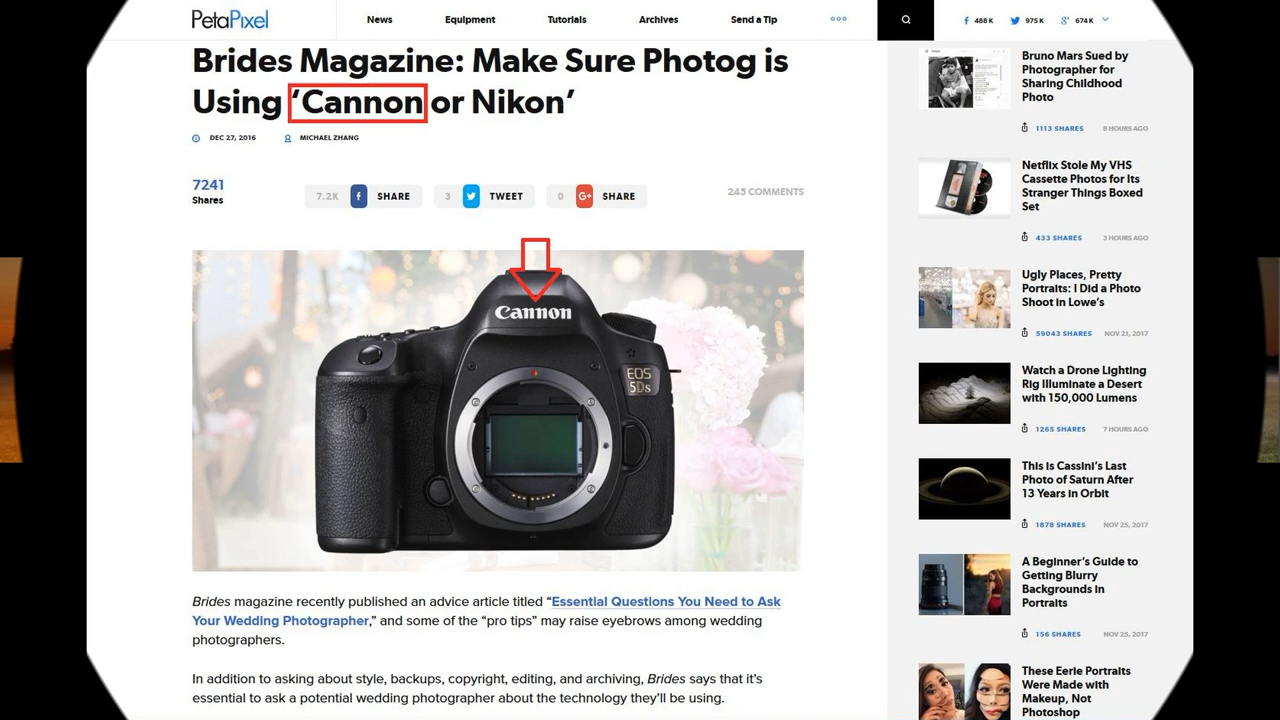 PetaPixel
News Equipment Tutorials Archives Send a Tip
488 K 975 K 674 K
Brides Magazine: Make Sure Photog is
Using 'Cannon or Nikon'
DEC 27, 2016 MICHAEL ZHANG
7241
Shares
7.2K f SHARE
3 TWEET
0 G+ SHARE
245 COMMENTS
Cannon
EOS
5Ds
Brides magazine recently published an advice article titled “Essential Questions You Need to Ask
Your Wedding Photographer,” and some of the “pro tips” may raise eyebrows among wedding
photographers.
In addition to asking about style, backups, copyright, editing, and archiving, Brides says that it’s
essential to ask a potential wedding photographer about the technology they’ll be using.
Bruno Mars Sued by
Photographer for
Sharing Childhood
Photo
1113 SHARES 8 HOURS AGO
Netflix Stole My VHS
Cassette Photos for Its
Stranger Things Boxed
Set
433 SHARES 3 HOURS AGO
Ugly Places, Pretty
Portraits: I Did a Photo
Shoot in Lowe’s
59043 SHARES NOV 21, 2017
Watch a Drone Lighting
Rig Illuminate a Desert
with 150,000 Lumens
1265 SHARES 7 HOURS AGO
This is Cassini’s Last
Photo of Saturn After
13 Years in Orbit
1878 SHARES NOV 25, 2017
A Beginner’s Guide to
Getting Blurry
Backgrounds in
Portraits
156 SHARES NOV 25, 2017
These Eerie Portraits
Were Made with
Makeup, Not
Photoshop